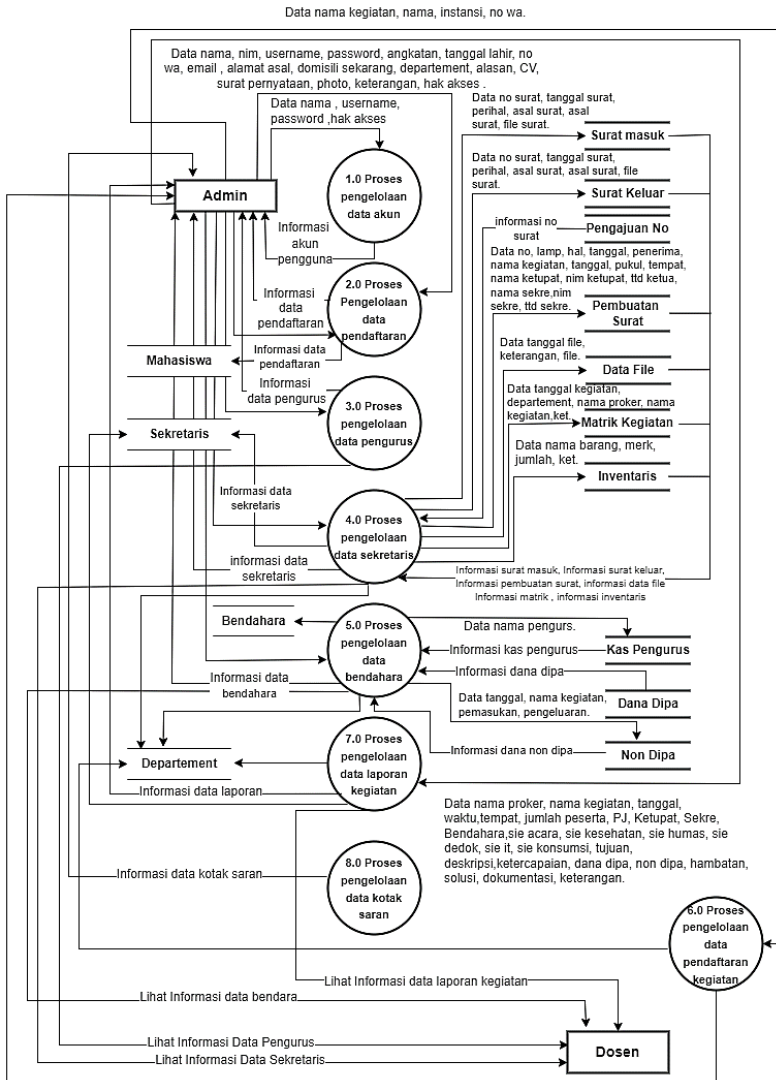 Data nama kegiatan, nama, instansi, no wa.
Data nama, nim, username, password, angkatan, tanggal lahir, no
wa, email , alamat asal, domisili sekarang, departement, alasan, CV,
surat pernyataan, photo, keterangan, hak akses .
Data nama , username,
password ,hak akses
Data no surat, tanggal surat,
perihal, asal surat, asal
surat, file surat.
Surat masuk
Data no surat, tanggal surat,
perihal, asal surat, asal surat, file
surat.
Surat Keluar
Admin
1.0 Proses
pengelolaan
data akun
Informasi
akun
pengguna
informasi no
surat
Pengajuan No
Data no, lamp, hal, tanggal, penerima,
nama kegiatan, tanggal, pukul, tempat,
nama ketupat, nim ketupat, ttd ketua,
nama sekre,nim
sekre, ttd sekre.
Pembuatan
Surat
2.0 Proses
Pengelolaan
data
pendaftaran
Informasi
data
pendaftaran
Mahasiswa
Informasi data
pendaftaran
Data tanggal file,
keterangan, file.
Data File
Informasi
data pengurus
3.0 Proses
pengelolaan
data pengurus
Data tanggal kegiatan,
departement, nama proker, nama
kegiatan,ket.
Matrik Kegiatan
Sekretaris
Data nama barang, merk,
jumlah, ket.
Inventaris
Informasi data
sekretaris
4.0 Proses
pengelolaan
data sekretaris
informasi data
sekretaris
Informasi surat masuk, Informasi surat keluar,
Informasi pembuatan surat, informasi data file
Informasi matrik , informasi inventaris
Bendahara
5.0 Proses
pengelolaan
data
bendahara
Data nama pengurs.
Kas Pengurus
Informasi kas pengurus
Informasi dana dipa
Informasi data
bendahara
Data tanggal, nama kegiatan,
pemasukan, pengeluaran.
Dana Dipa
Informasi dana non dipa
Non Dipa
Departement
7.0 Proses
pengelolaan
data laporan
kegiatan
Informasi data laporan
Data nama proker, nama kegiatan, tanggal,
waktu,tempat, jumlah peserta, PJ, Ketupat, Sekre,
Bendahara,sie acara, sie kesehatan, sie humas, sie
dedok, sie it, sie konsumsi, tujuan,
deskripsi,ketercapaian, dana dipa, non dipa, hambatan,
solusi, dokumentasi, keterangan.
Informasi data kotak saran
8.0 Proses
pengelolaan
data kotak
saran
6.0 Proses
pengelolaan
data
pendaftaran
kegiatan
Lihat Informasi data laporan kegiatan
Lihat Informasi data bendara
Lihat Informasi Data Pengurus
Lihat Informasi Data Sekretaris
Dosen